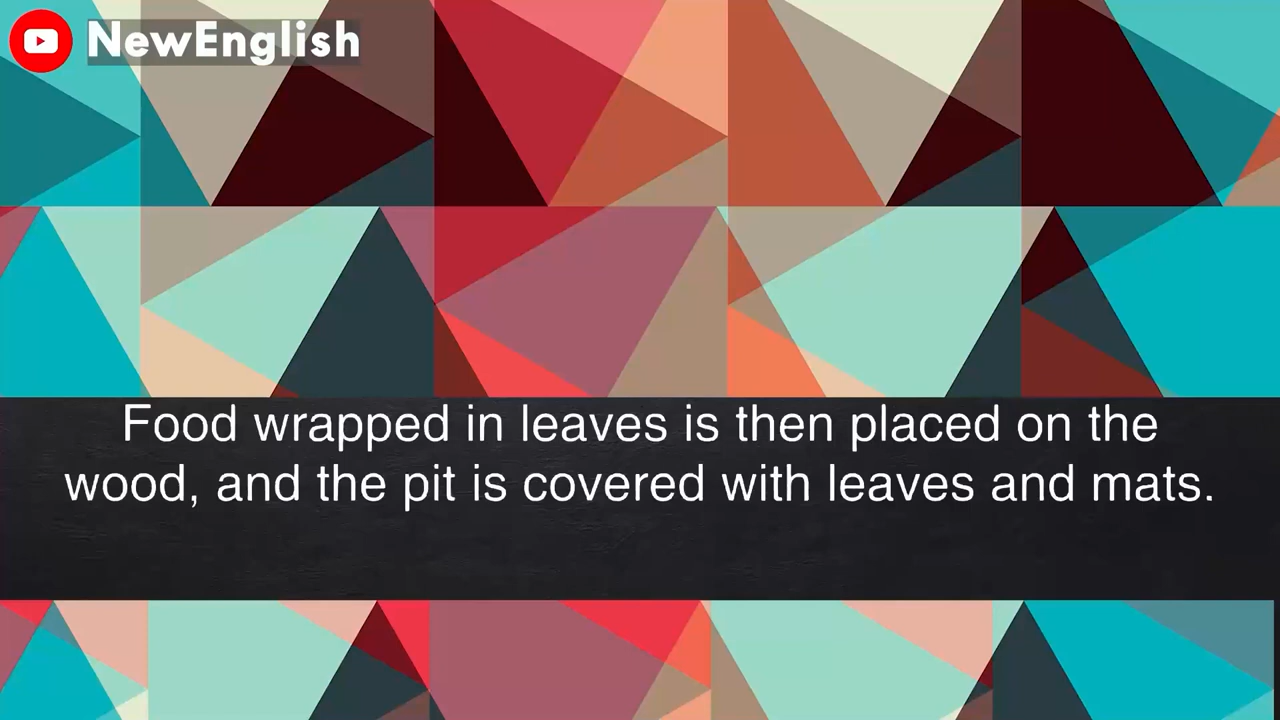 NewEnglish
Food wrapped in leaves is then placed on the
wood, and the pit is covered with leaves and mats.